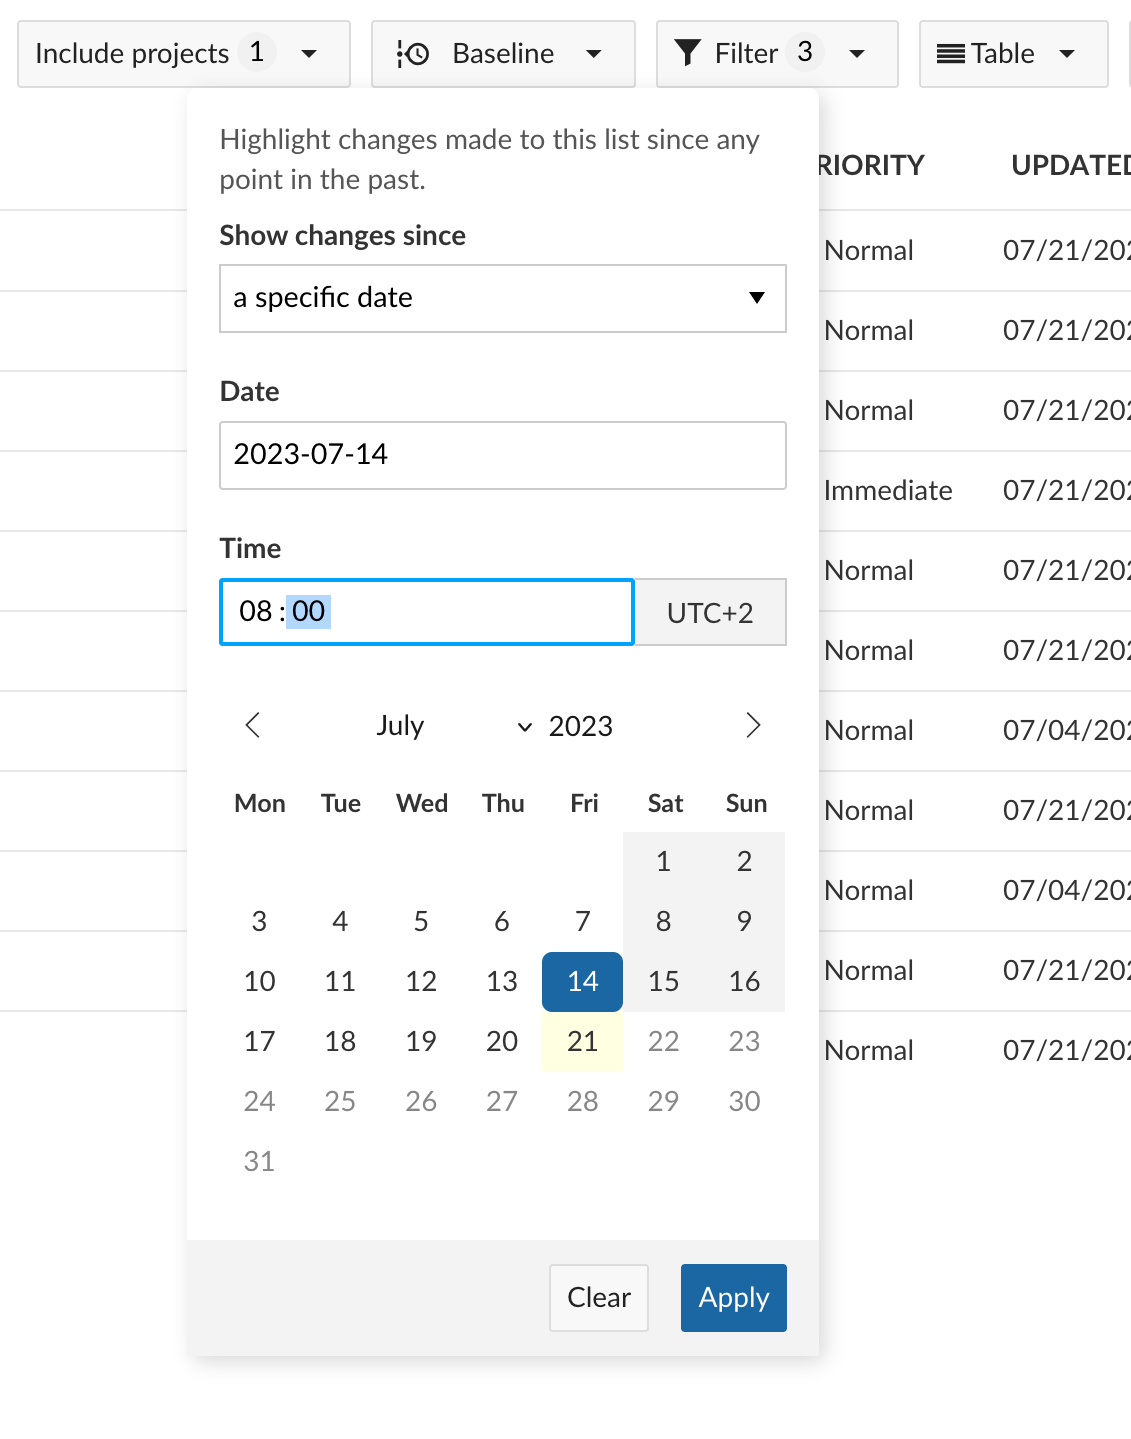 Include projects 1 Baseline Filter 3 Table
Highlight changes made to this list since any
point in the past.
Show changes since
a specific date
Date
2023-07-14
Time
08:00 UTC+2
July 2023
Mon Tue Wed Thu Fri Sat Sun
1 2
3 4 5 6 7 8 9
10 11 12 13 14 15 16
17 18 19 20 21 22 23
24 25 26 27 28 29 30
31
Clear Apply
RIORITY UPDATED
Normal 07/21/202
Normal 07/21/202
Normal 07/21/202
Immediate 07/21/202
Normal 07/21/202
Normal 07/21/202
Normal 07/04/202
Normal 07/21/202
Normal 07/04/202
Normal 07/21/202
Normal 07/21/202